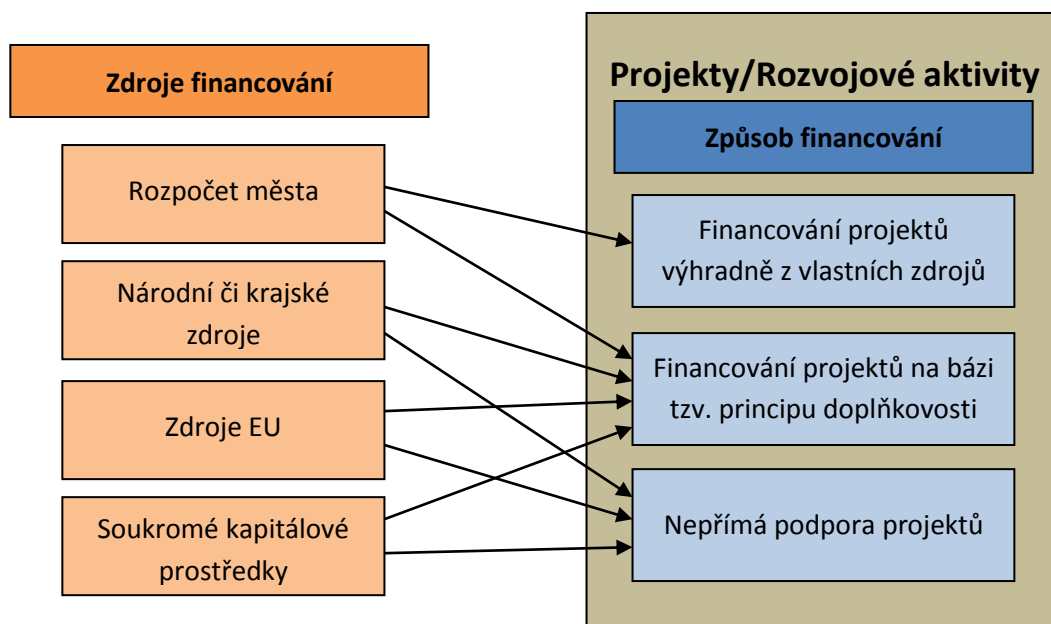 Zdroje financování
Rozpočet města
Národní či krajské
zdroje
Zdroje EU
Soukromé kapitálové
prostředky
Projekty/Rozvojové aktivity
Způsob financování
Financování projektů
výhradně z vlastních zdrojů
Financování projektů na bázi
tzv. principu doplňkovosti
Nepřímá podpora projektů